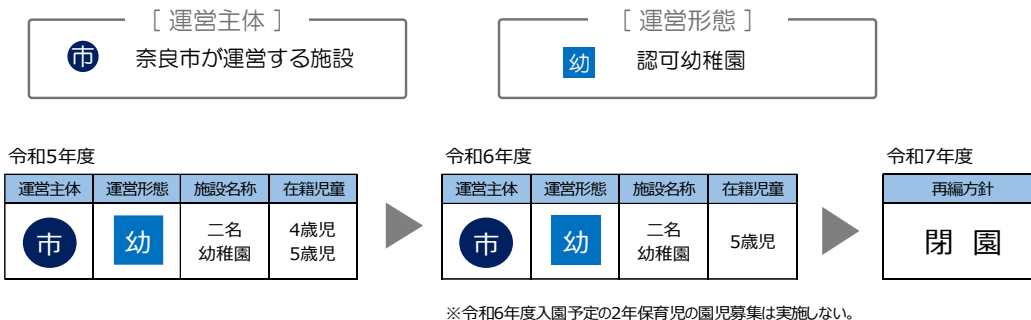 ［ 運営主体 ］
市 奈良市が運営する施設
［ 運営形態 ］
幼 認可幼稚園
令和5年度
運営主体 運営形態 施設名称 在籍児童
市 幼 二名
幼稚園 4歳児
5歳児
令和6年度
運営主体 運営形態 施設名称 在籍児童
市 幼 二名
幼稚園 5歳児
令和7年度
再編方針
閉 園
※令和6年度入園予定の2年保育児の園児募集は実施しない。